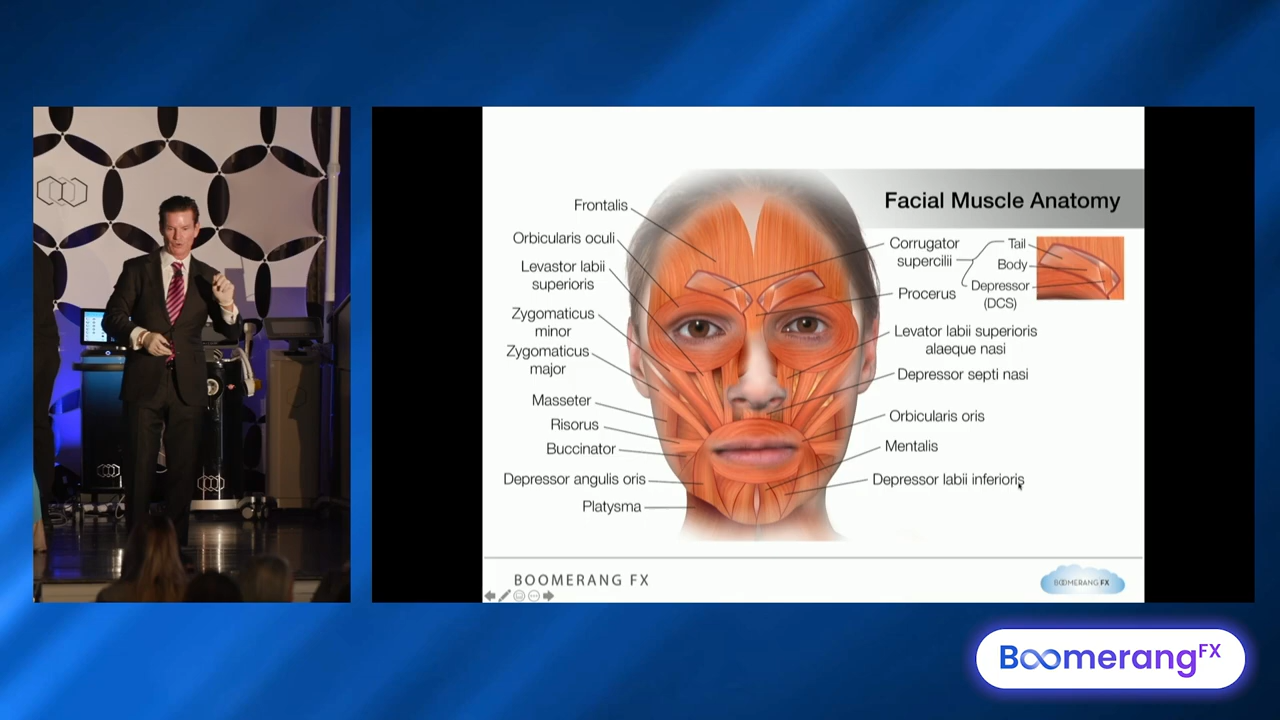 Facial Muscle Anatomy
Frontalis
Orbicularis oculi
Levastor labii
superioris
Zygomaticus
minor
Zygomaticus
major
Masseter
Risorus
Buccinator
Depressor angulis oris
Platysma
Corrugator
supercilii
Tail
Body
Depressor
(DCS)
Procerus
Levator labii superioris
alaeque nasi
Depressor septi nasi
Orbicularis oris
Mentalis
Depressor labii inferioris
BOOMERANG FX
BOOMERANG FX
BoomerangFX